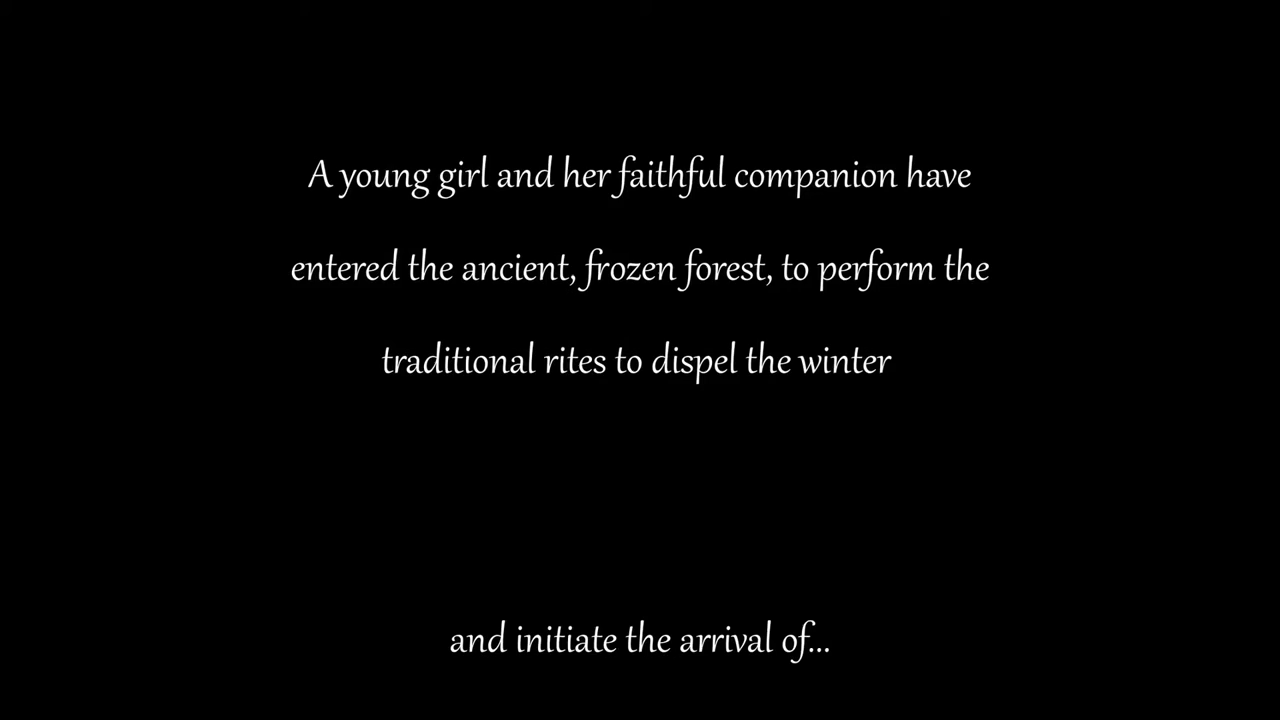 A young girl and her faithful companion have
entered the ancient, frozen forest, to perform the
traditional rites to dispel the winter
and initiate the arrival of...